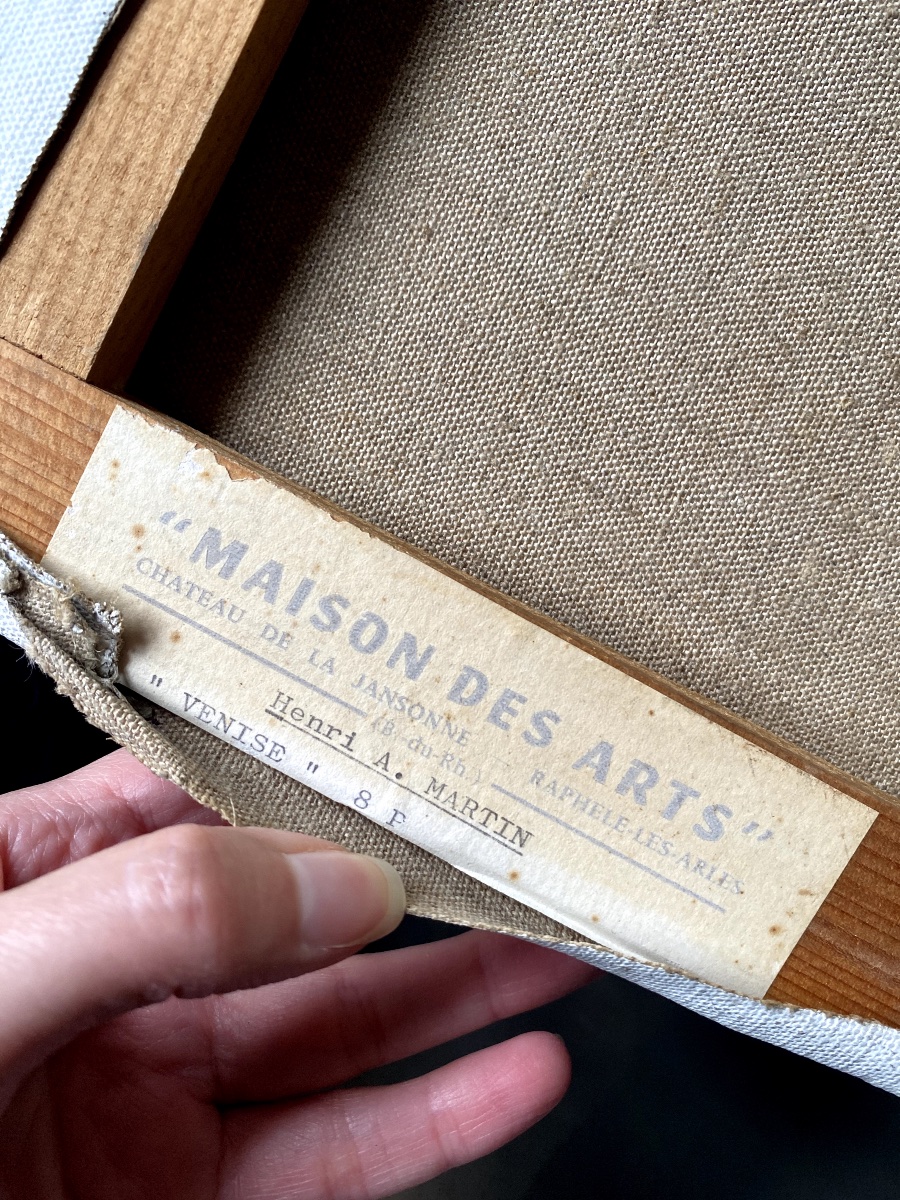 “MAISON DES ARTS”
CHATEAU DE LA JANSONNE RAPHELE-LES-ARLES
(B.-du-Rh.)
Henri A. MARTIN
" VENISE " 8 F